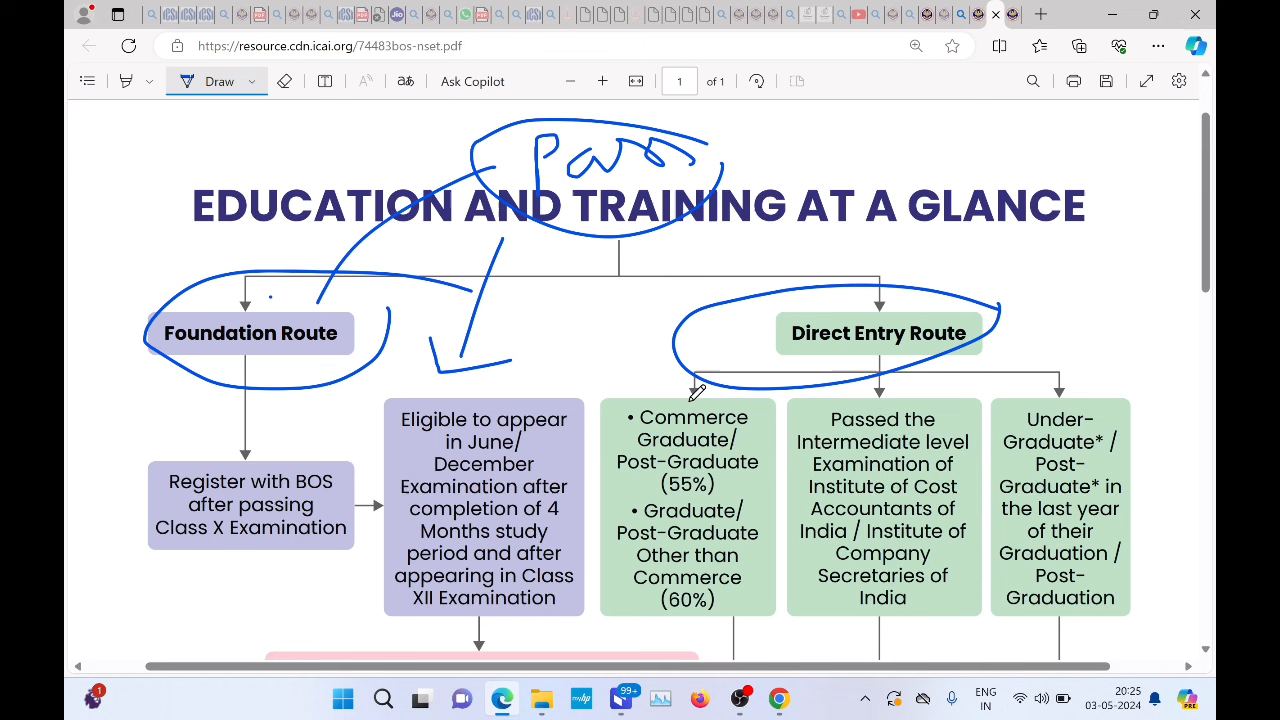 https://resource.cdn.icai.org/74483bos-nset.pdf
Draw
Ask Copilot
1
of 1
Pass
EDUCATION AND TRAINING AT A GLANCE
Foundation Route
Direct Entry Route
Register with BOS
after passing
Class X Examination
Eligible to appear
in June/
December
Examination after
completion of 4
Months study
period and after
appearing in Class
XII Examination
• Commerce
Graduate/
Post-Graduate
(55%)
• Graduate/
Post-Graduate
Other than
Commerce
(60%)
Passed the
Intermediate level
Examination of
Institute of Cost
Accountants of
India / Institute of
Company
Secretaries of
India
Under-
Graduate* /
Post-
Graduate* in
the last year
of their
Graduation /
Post-
Graduation
1
99+
ENG
IN
20:25
03-05-2024